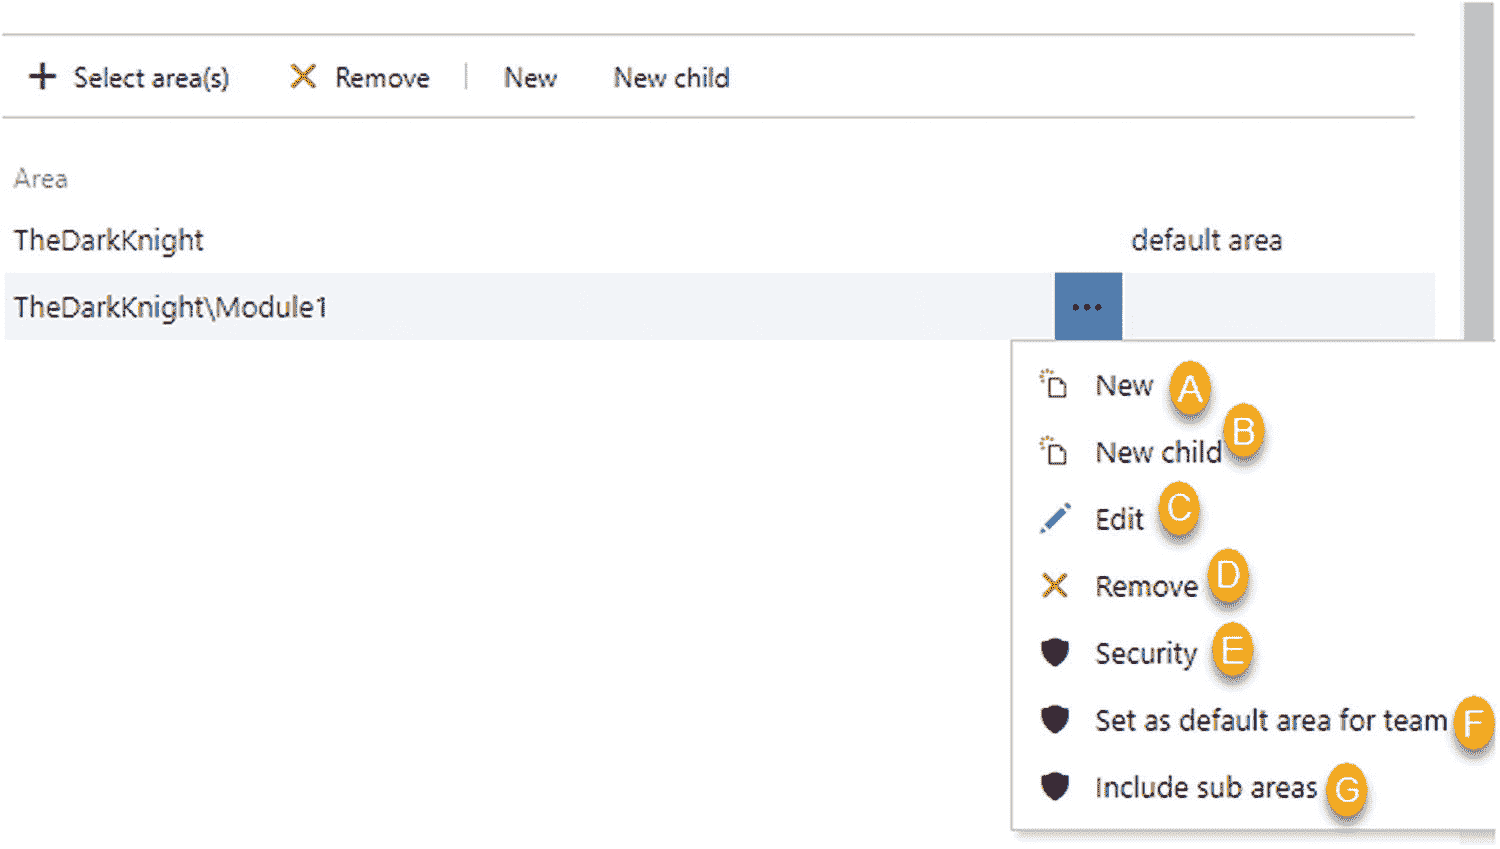 Select area(s) Remove New New child
Area
TheDarkKnight default area
TheDarkKnight\Module1 ...
New A
New child B
Edit C
Remove D
Security E
Set as default area for team F
Include sub areas G